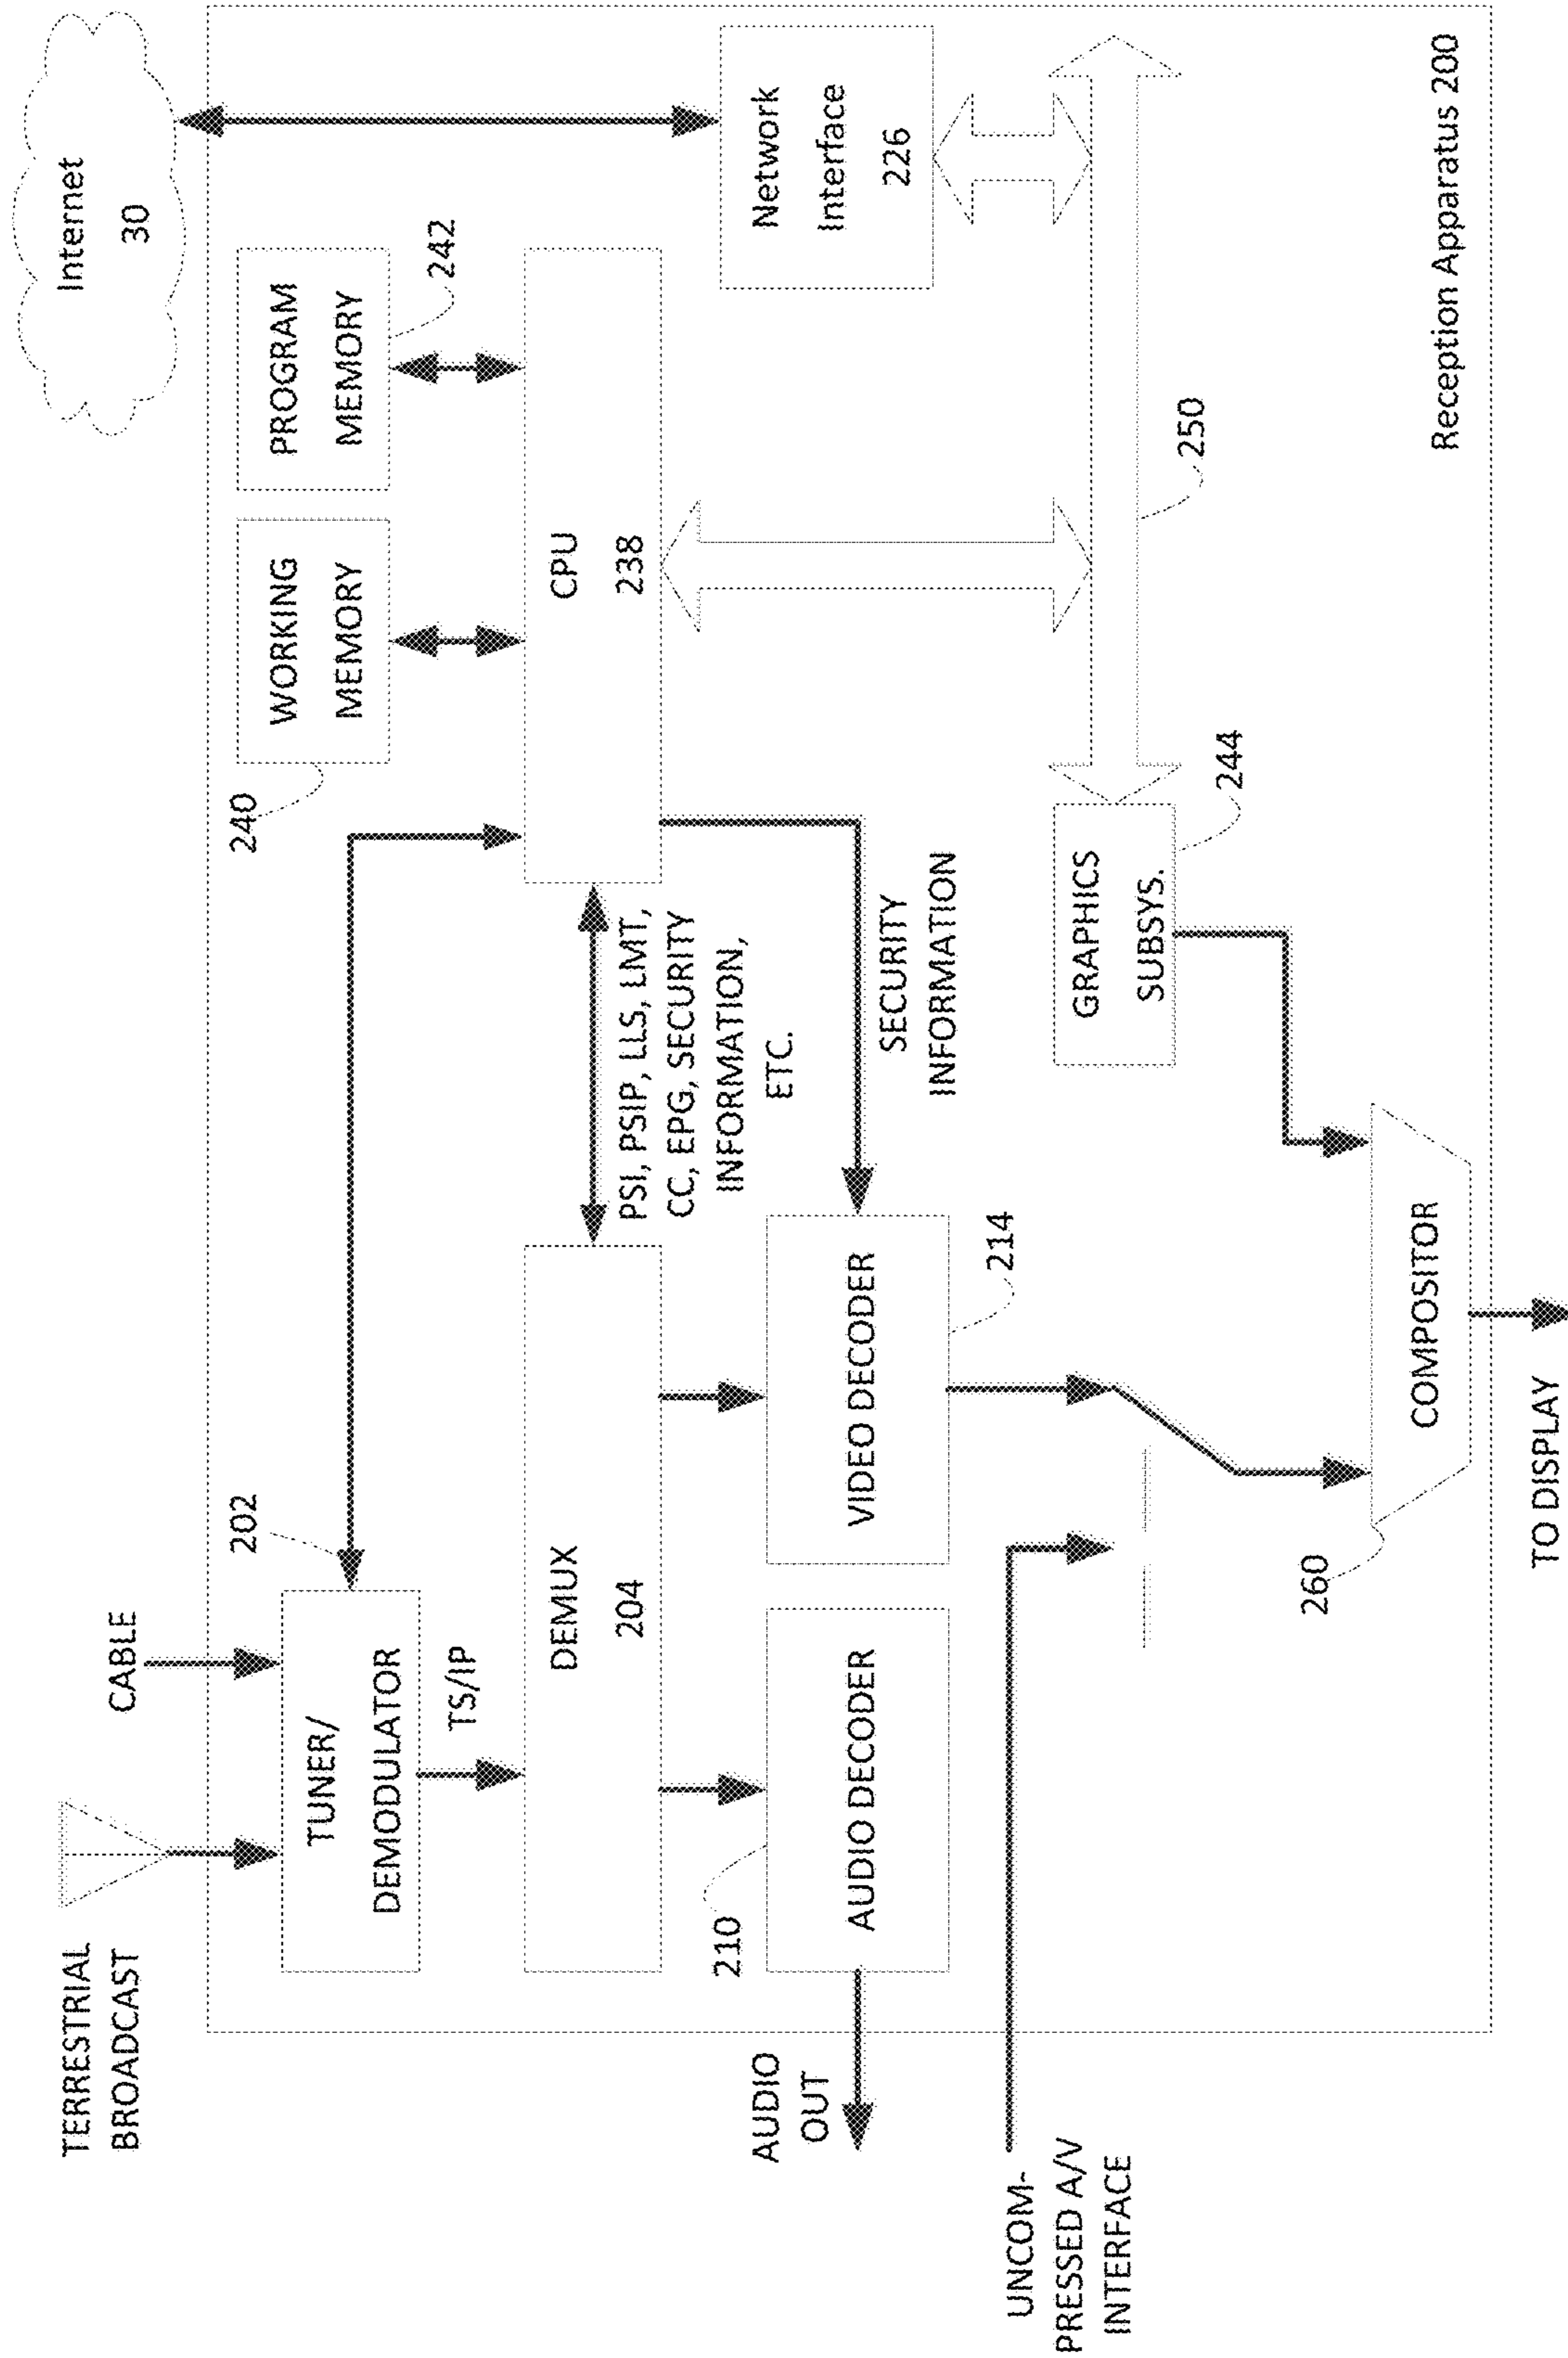 TERRESTRIAL
BROADCAST
CABLE
Internet
30
202
240
242
TUNER/
DEMODULATOR
WORKING
MEMORY
PROGRAM
MEMORY
TS/IP
DEMUX
204
CPU
238
PSI, PSIP, LLS, LMT,
CC, EPG, SECURITY
INFORMATION,
ETC.
Network
Interface
226
210
AUDIO
OUT
AUDIO DECODER
VIDEO DECODER
214
SECURITY
INFORMATION
UNCOM-
PRESSED A/V
INTERFACE
GRAPHICS
SUBSYS.
244
250
260
COMPOSITOR
Reception Apparatus 200
TO DISPLAY